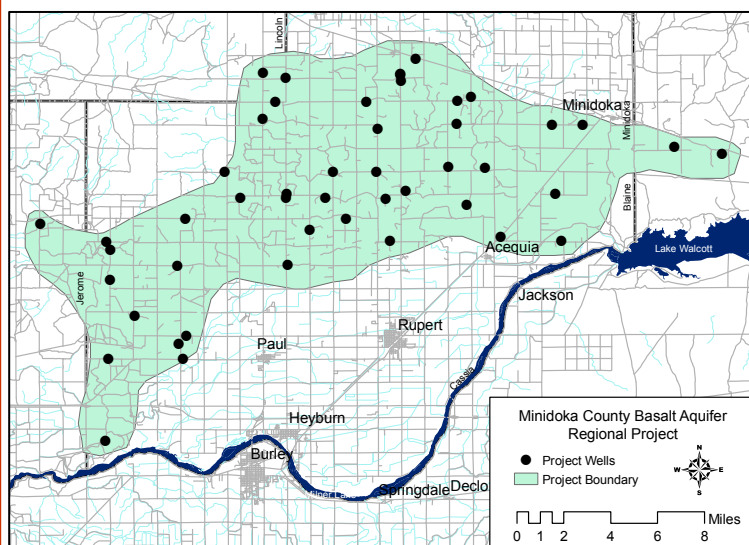 Lincoln
Minidoka
Minidoka
Blaine
Lake Walcott
Acequia
Jerome
Jackson
Rupert
Paul
Cassia
Heyburn
Burley
Springdale
Declo
Minidoka County Basalt Aquifer
Regional Project
N
W
E
S
Project Wells
Project Boundary
0 1 2 4 6 8 Miles